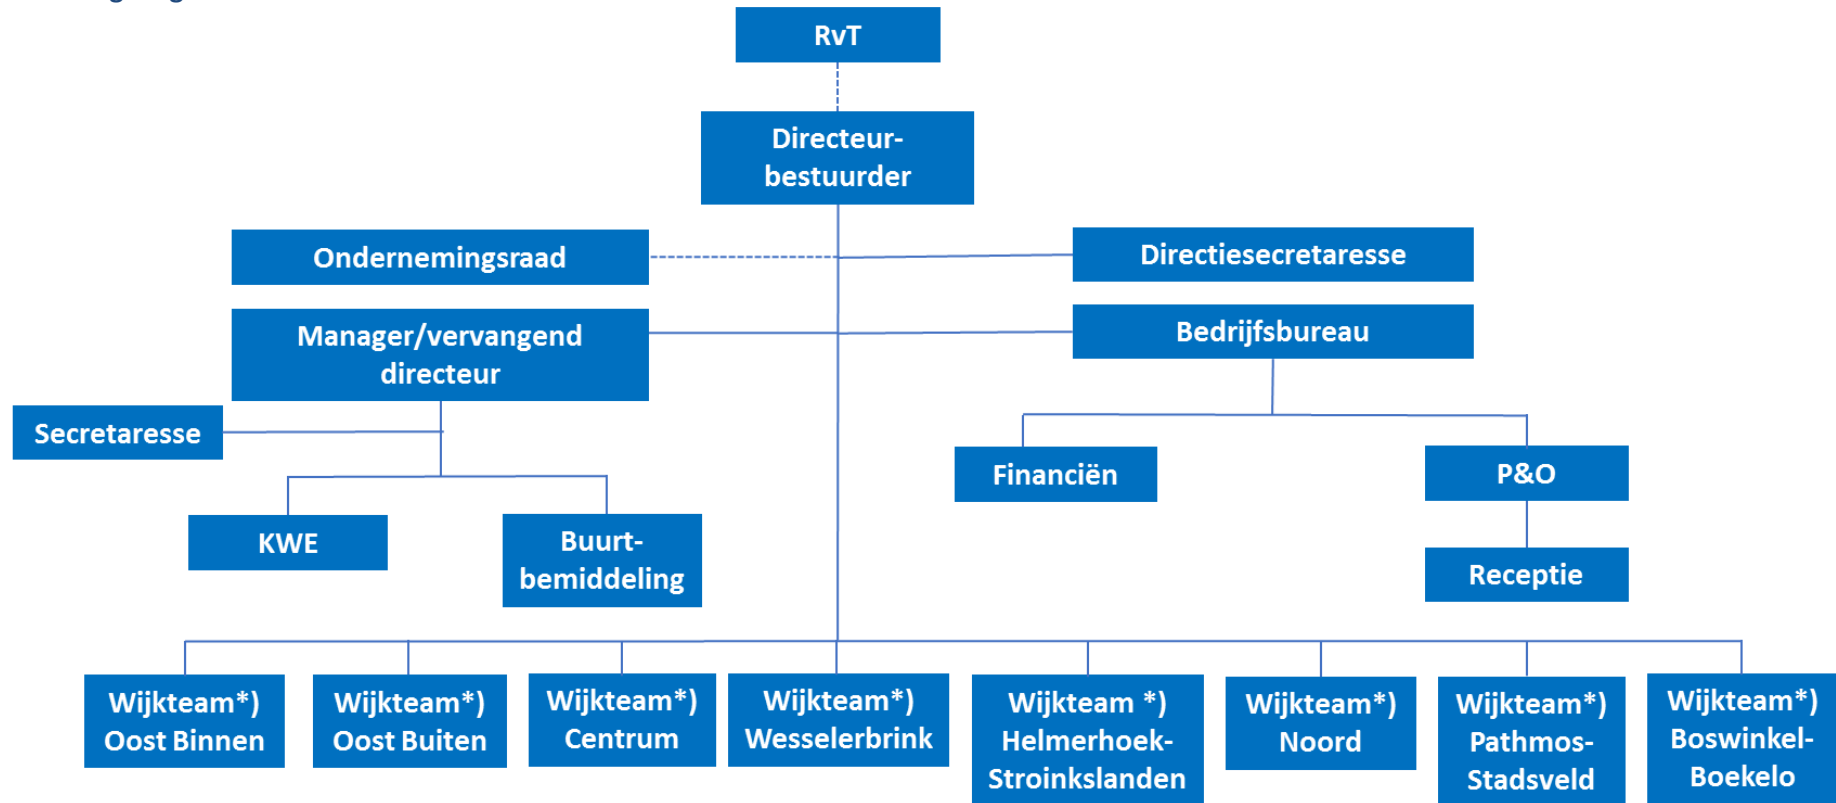 RvT
Directeur-
bestuurder
Ondernemingsraad
Directiesecretaresse
Manager/vervangend
directeur
Bedrijfsbureau
Secretaresse
Financiën
P&O
KWE
Buurt-
bemiddeling
Receptie
Wijkteam*)
Oost Binnen
Wijkteam*)
Oost Buiten
Wijkteam*)
Centrum
Wijkteam*)
Wesselerbrink
Wijkteam *)
Helmerhoek-
Stroinkslanden
Wijkteam*)
Noord
Wijkteam*)
Pathmos-
Stadsveld
Wijkteam*)
Boswinkel-
Boekelo